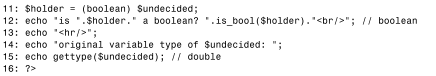 11: $holder = (boolean) $undecided;
12: echo "is ".$holder." a boolean? ".is_bool($holder)."<br/>"; // boolean
13: echo "<hr/>";
14: echo "original variable type of $undecided: ";
15: echo gettype($undecided); // double
16: ?>